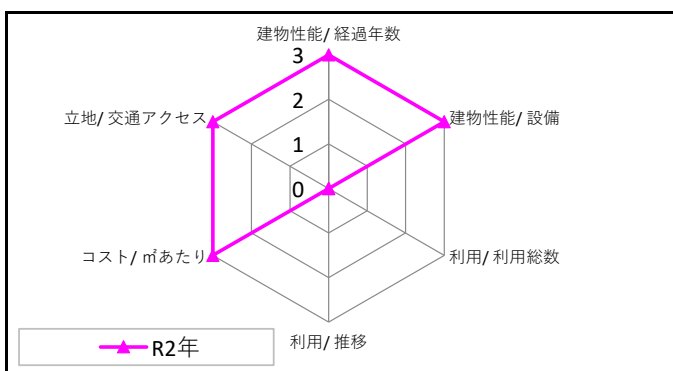 建物性能/ 経過年数
3
立地/ 交通アクセス
建物性能/ 設備
2
1
0
コスト/ ㎡あたり
利用/ 利用総数
利用/ 推移
R2年